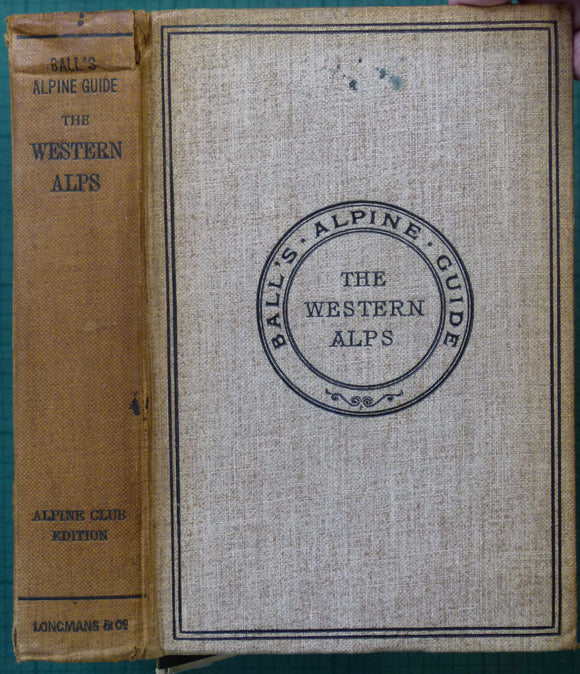 BALL'S
ALPINE GUIDE
THE
WESTERN
ALPS
ALPINE CLUB
EDITION
LONGMANS & Co
BALL'S · ALPINE · GUIDE
THE
WESTERN
ALPS